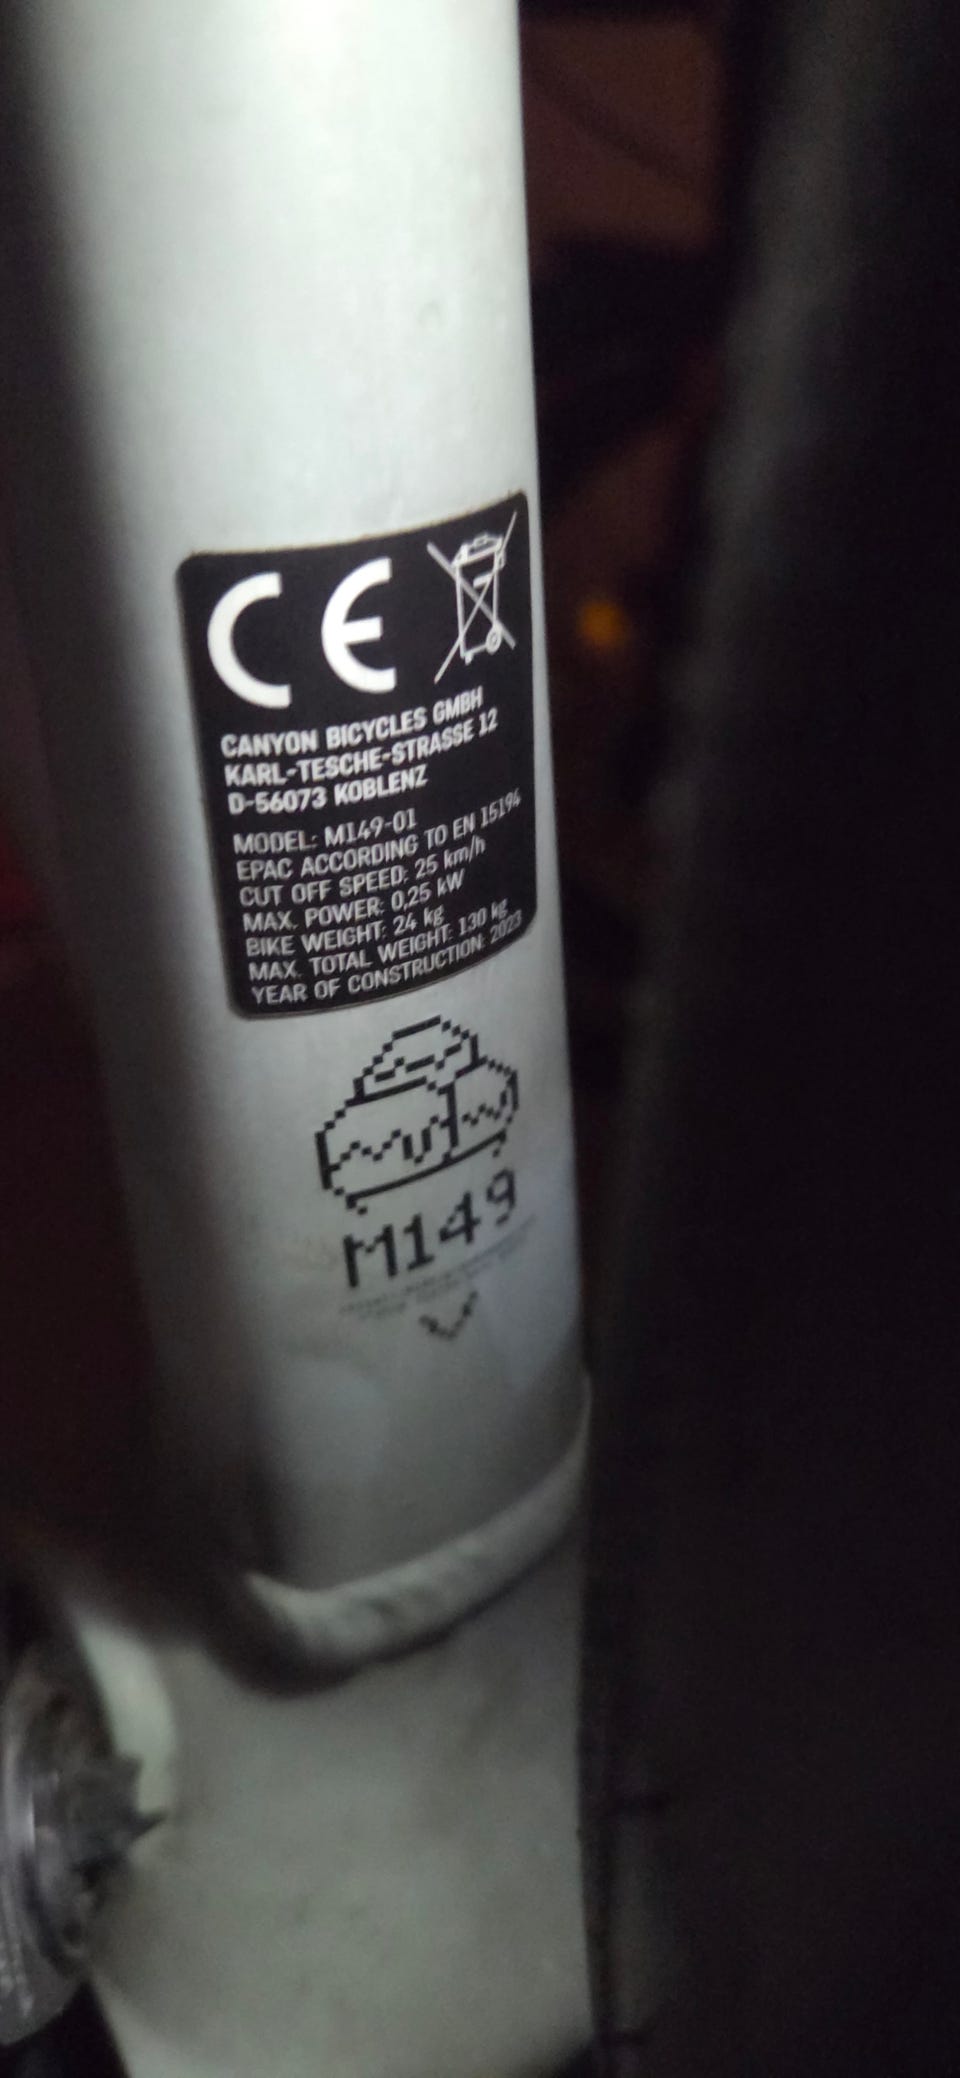 CE
CANYON BICYCLES GMBH
KARL-TESCHE-STRASSE 12
D-56073 KOBLENZ
MODEL: M149-01
EPAC ACCORDING TO EN 15194
CUT OFF SPEED: 25 km/h
MAX. POWER: 0,25 kW
BIKE WEIGHT: 24 kg
MAX. TOTAL WEIGHT: 130 kg
YEAR OF CONSTRUCTION: 2023
M149